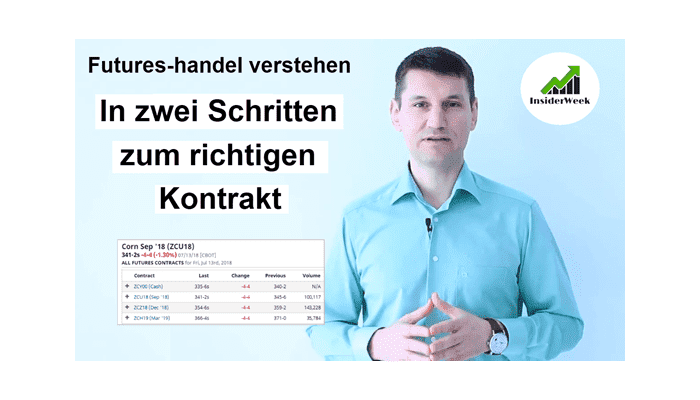 Futures-handel verstehen
In zwei Schritten
zum richtigen
Kontrakt
InsiderWeek
Corn Sep '18 (ZCU18)
341-2s -4-4 (-1.30%) 07/13/18 [CBOT]
ALL FUTURES CONTRACTS for Fri, Jul 13rd, 2018
Contract Last Change Previous Volume
+ ZCY00 (Cash) 335-6s -4-4 340-2 N/A
+ ZCU18 (Sep '18) 341-2s -4-4 345-6 100,117
+ ZCZ18 (Dec '18) 354-6s -4-4 359-2 143,228
+ ZCH19 (Mar '19) 366-4s -4-4 371-0 35,784